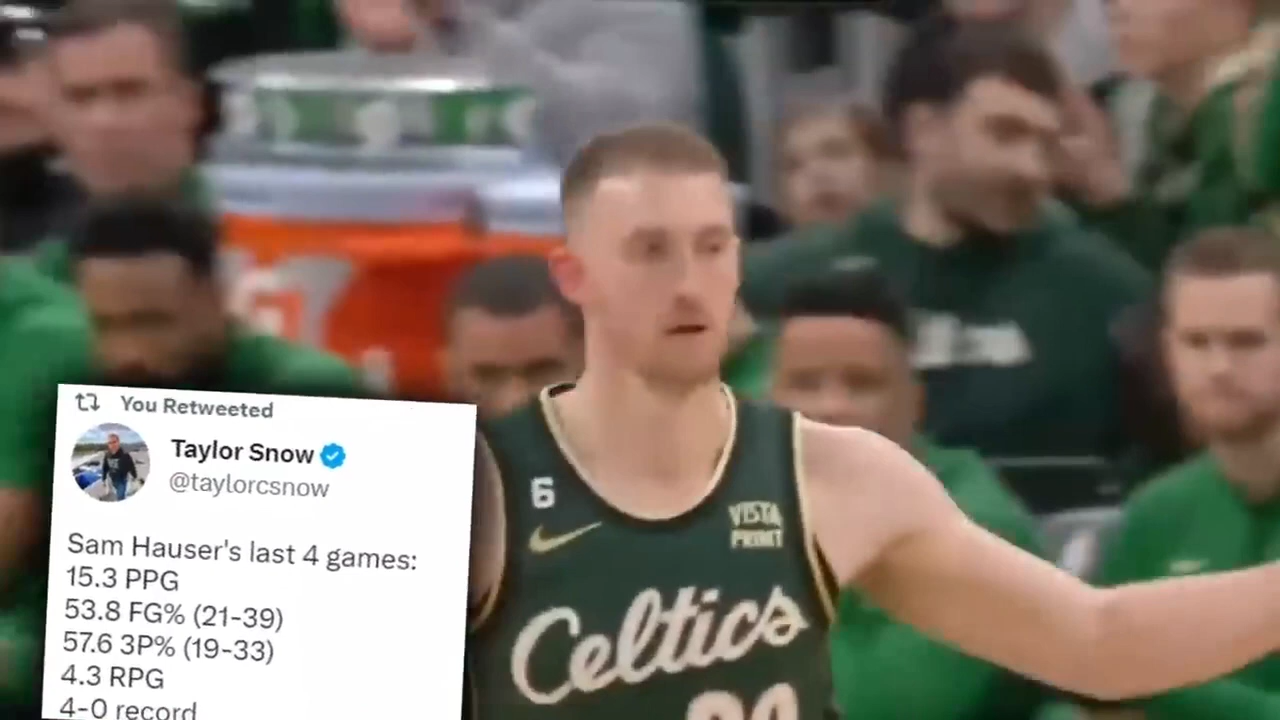 You Retweeted
Taylor Snow
@taylorcsnow
Sam Hauser's last 4 games:
15.3 PPG
53.8 FG% (21-39)
57.6 3P% (19-33)
4.3 RPG
4-0 record
6
VISTA
PRINT
Celtics